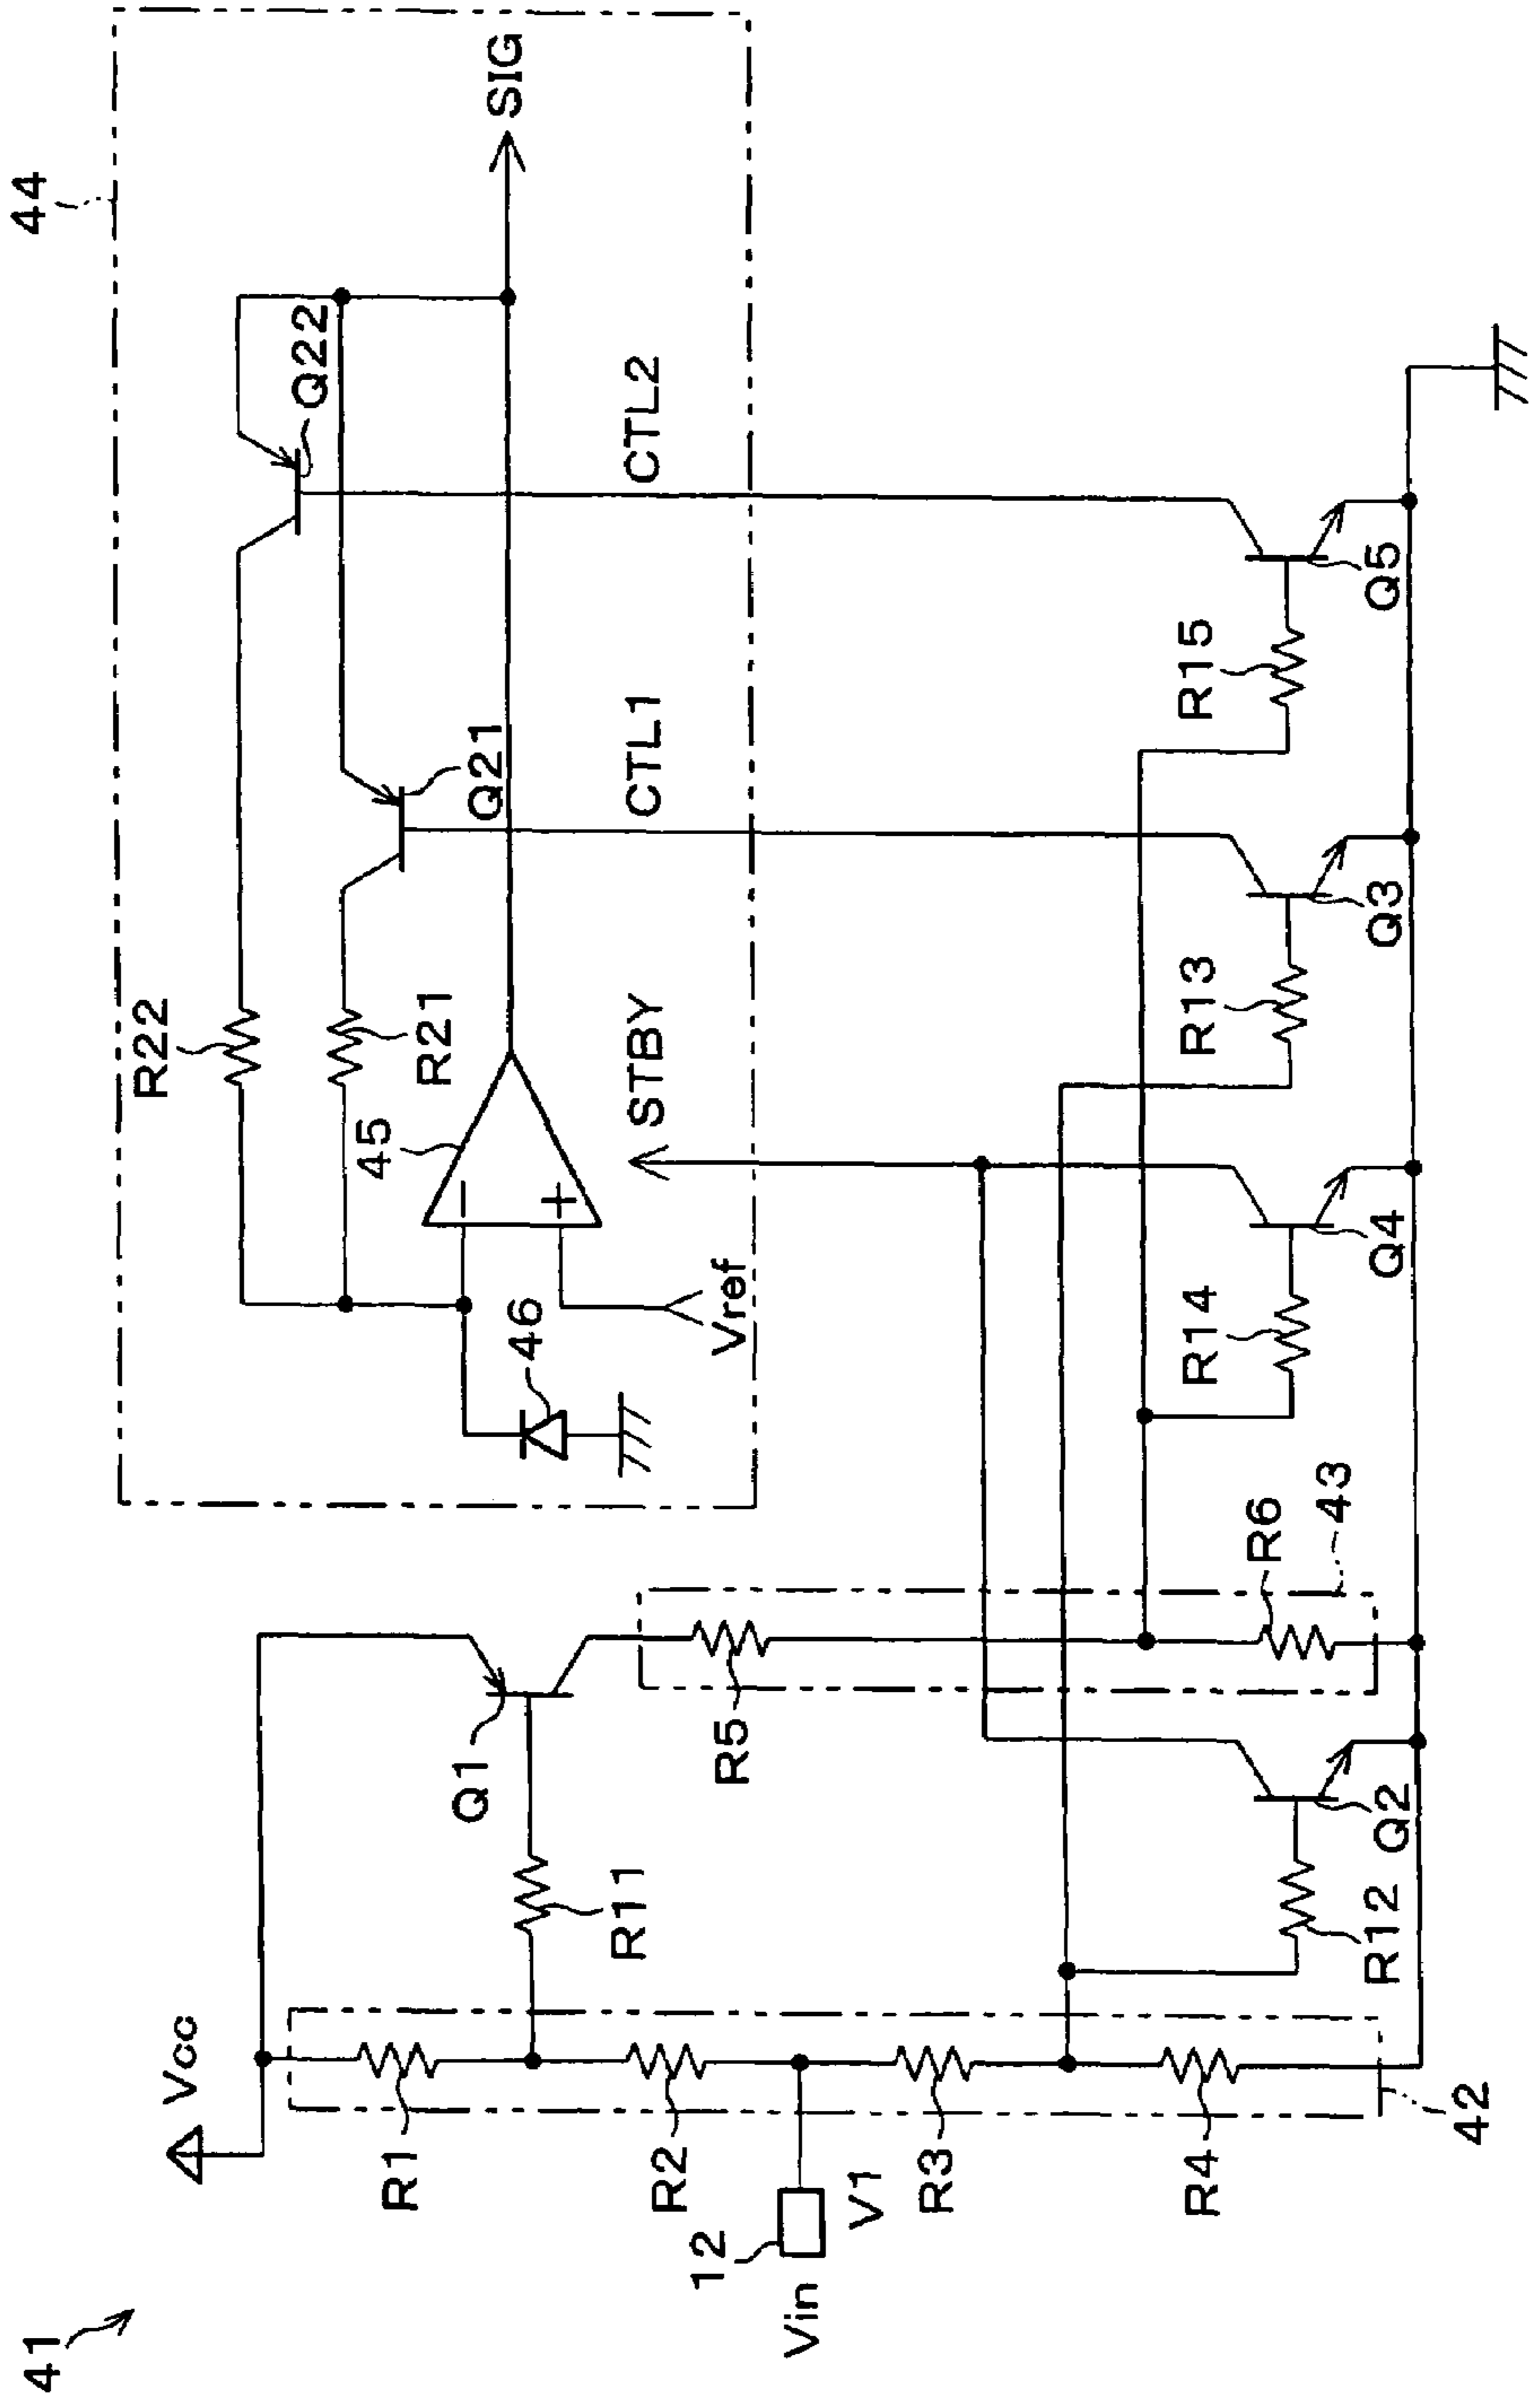 41
44
Vcc
SIG
R22
Q22
R21
45
Q21
46
Vref
STBY
CTL1
CTL2
R1
R11
Q1
R2
12
Vin
V1
R5
R3
R4
42
R12
Q2
R6
43
R14
Q4
R13
Q3
R15
Q5